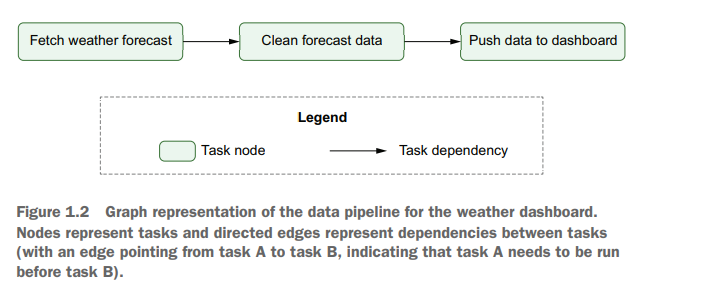 Fetch weather forecast
Clean forecast data
Push data to dashboard
Legend
Task node
Task dependency
Figure 1.2 Graph representation of the data pipeline for the weather dashboard.
Nodes represent tasks and directed edges represent dependencies between tasks
(with an edge pointing from task A to task B, indicating that task A needs to be run
before task B).